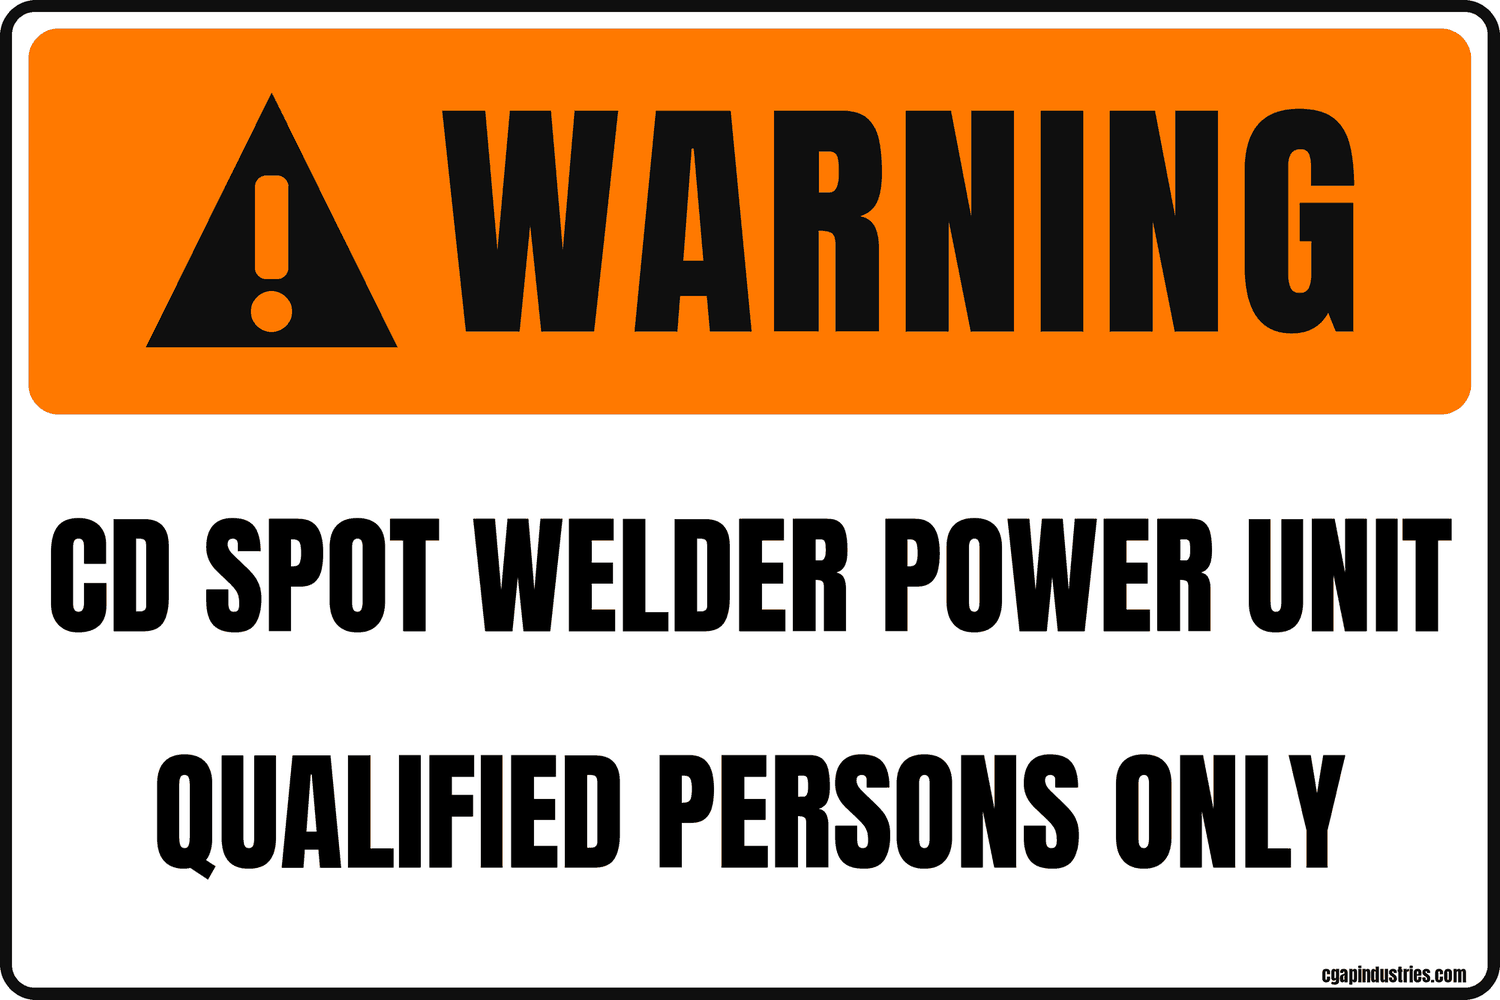 WARNING
CD SPOT WELDER POWER UNIT
QUALIFIED PERSONS ONLY
cgapindustries.com